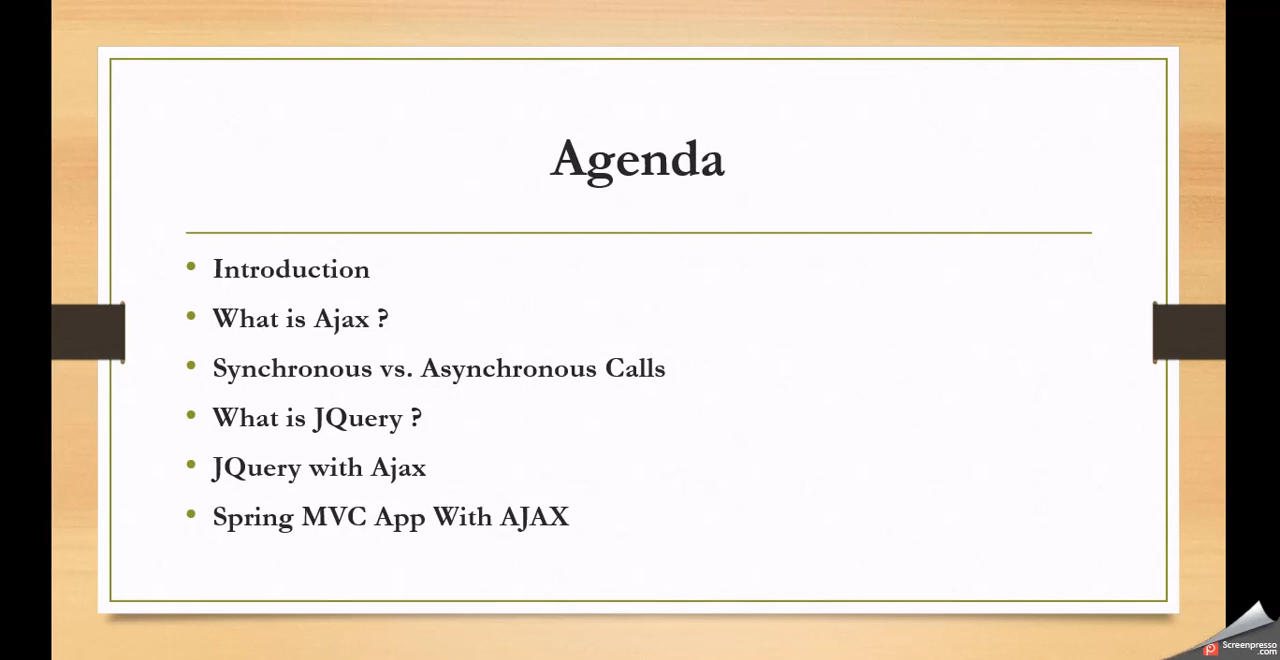 Agenda
• Introduction
• What is Ajax ?
• Synchronous vs. Asynchronous Calls
• What is JQuery ?
• JQuery with Ajax
• Spring MVC App With AJAX
Screenpresso
.com